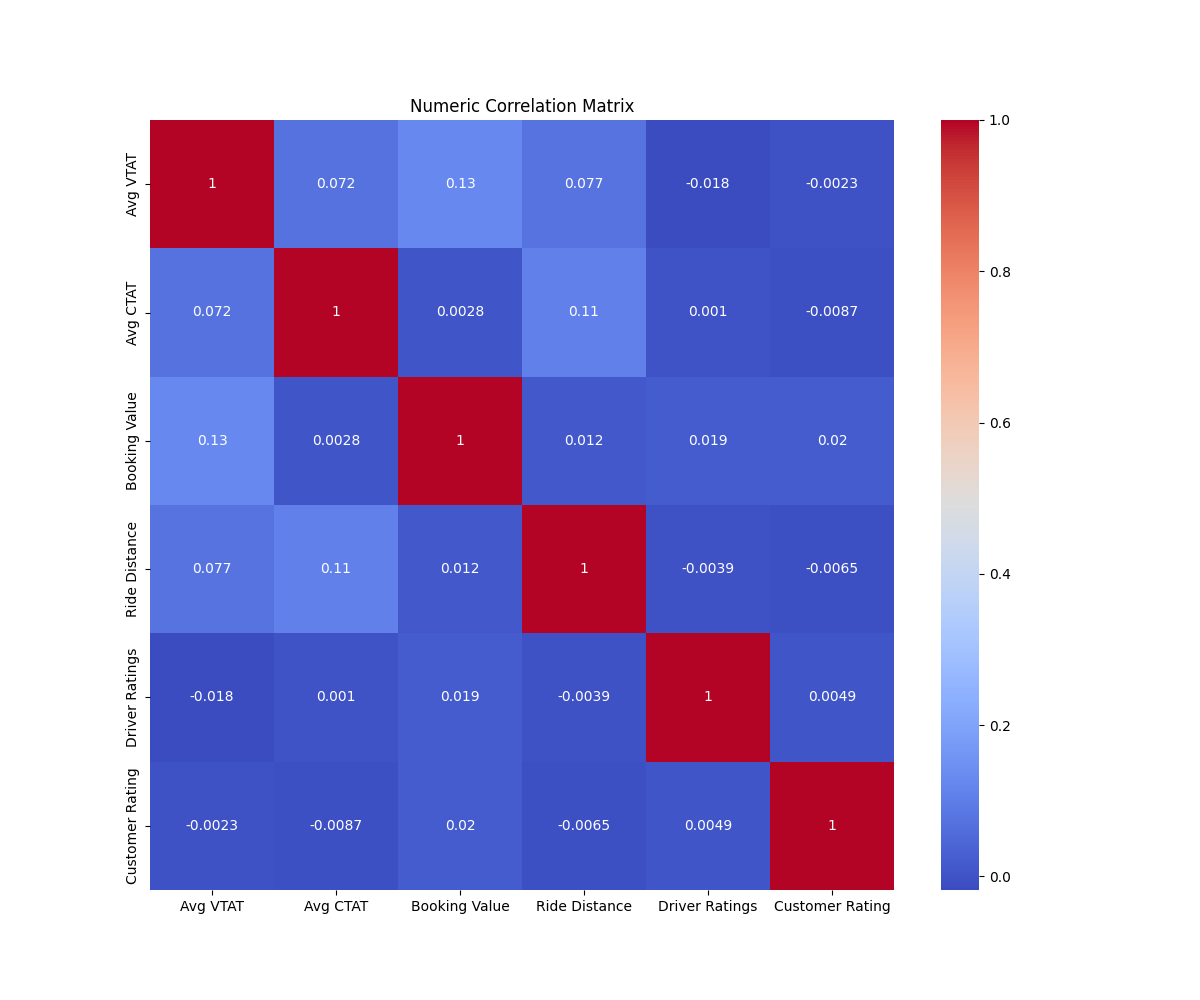 Numeric Correlation Matrix
Avg VTAT 1 0.072 0.13 0.077 -0.018 -0.0023
Avg CTAT 0.072 1 0.0028 0.11 0.001 -0.0087
Booking Value 0.13 0.0028 1 0.012 0.019 0.02
Ride Distance 0.077 0.11 0.012 1 -0.0039 -0.0065
Driver Ratings -0.018 0.001 0.019 -0.0039 1 0.0049
Customer Rating -0.0023 -0.0087 0.02 -0.0065 0.0049 1
Avg VTAT Avg CTAT Booking Value Ride Distance Driver Ratings Customer Rating
1.0
0.8
0.6
0.4
0.2
0.0